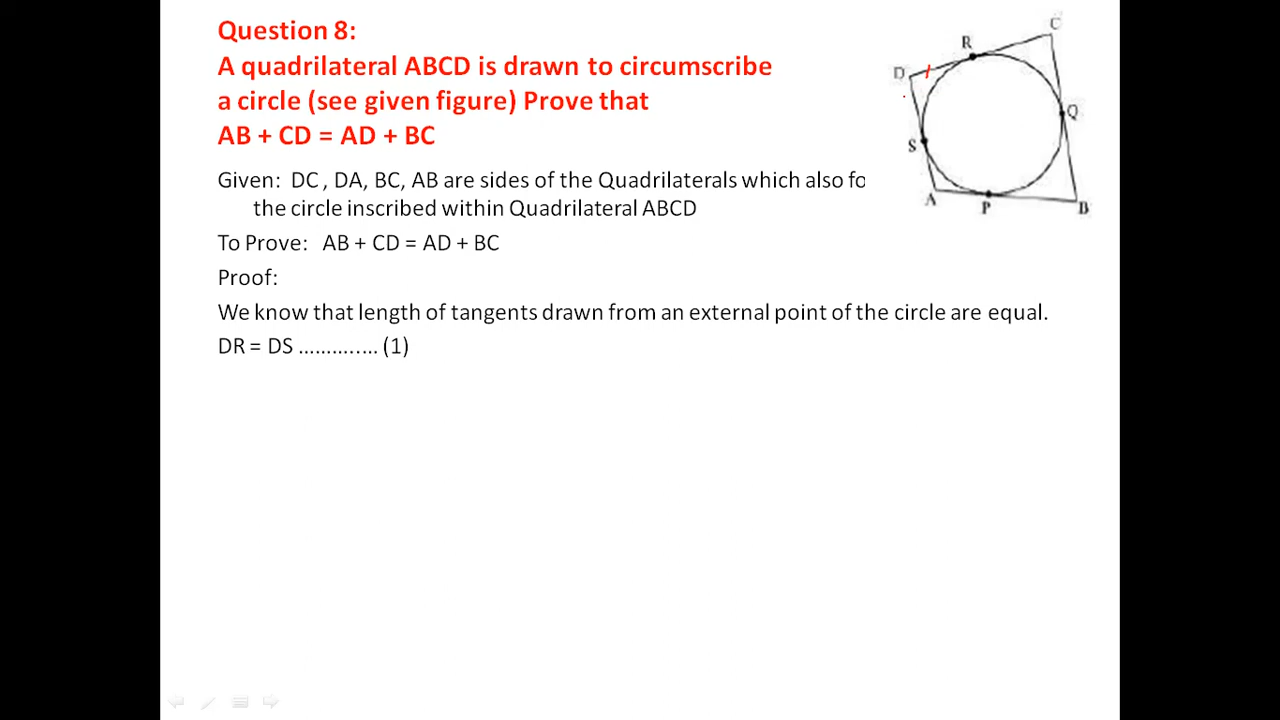 Question 8:
A quadrilateral ABCD is drawn to circumscribe
a circle (see given figure) Prove that
AB + CD = AD + BC
Given: DC , DA, BC, AB are sides of the Quadrilaterals which also fo
the circle inscribed within Quadrilateral ABCD
To Prove: AB + CD = AD + BC
Proof:
We know that length of tangents drawn from an external point of the circle are equal.
DR = DS ………..…. (1)
C
R
D
Q
S
A
P
B